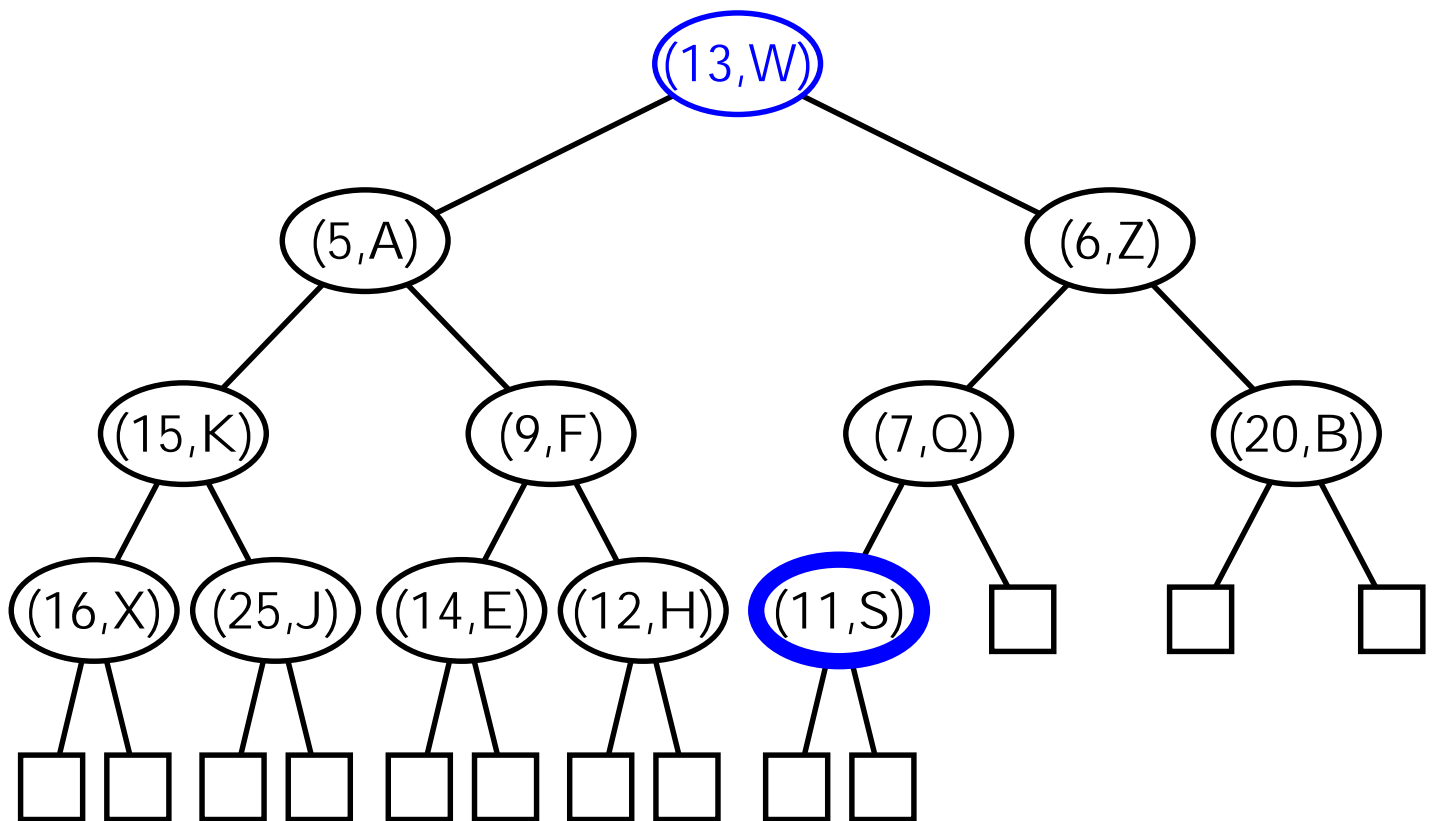 (13,W)
(5,A) (6,Z)
(15,K) (9,F) (7,Q) (20,B)
(16,X) (25,J) (14,E) (12,H) (11,S)